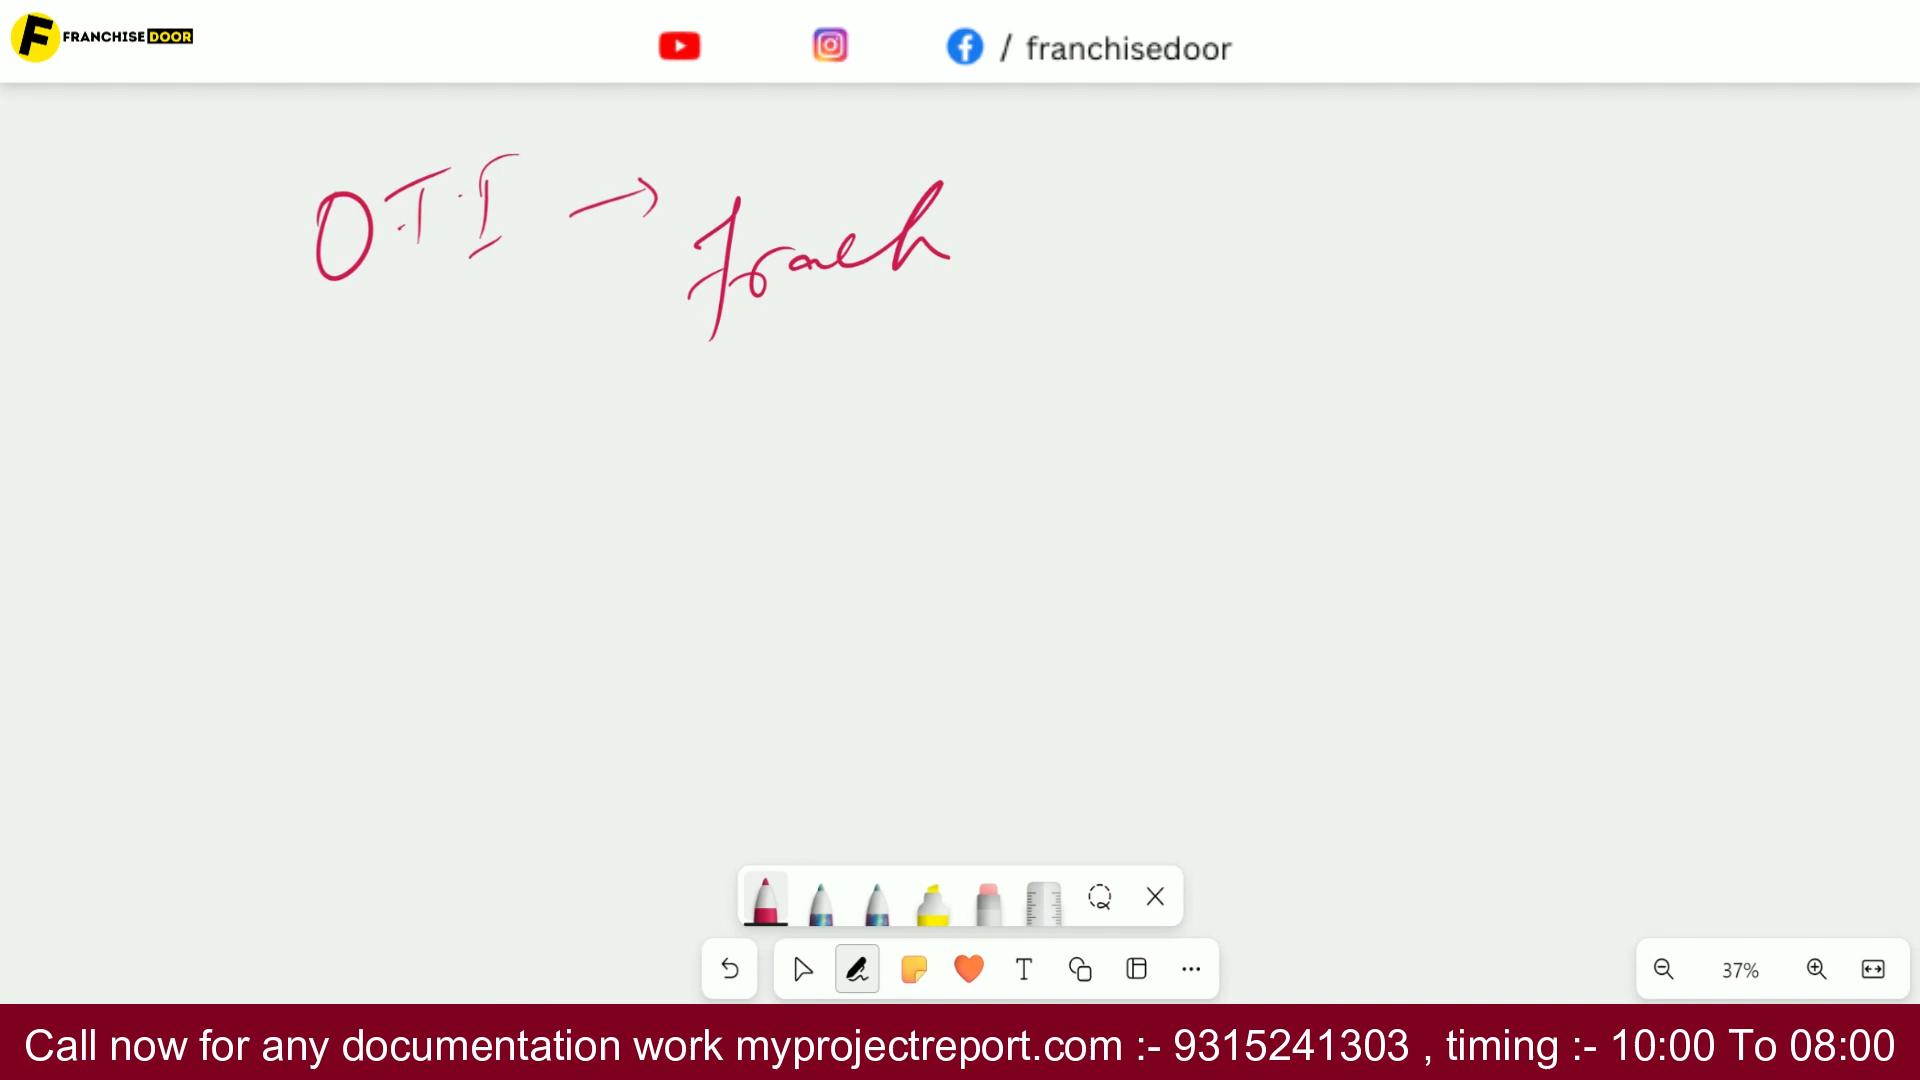 FRANCHISE DOOR
/ franchisedoor
O.T.I →
37%
Call now for any documentation work myprojectreport.com :- 9315241303 , timing :- 10:00 To 08:00